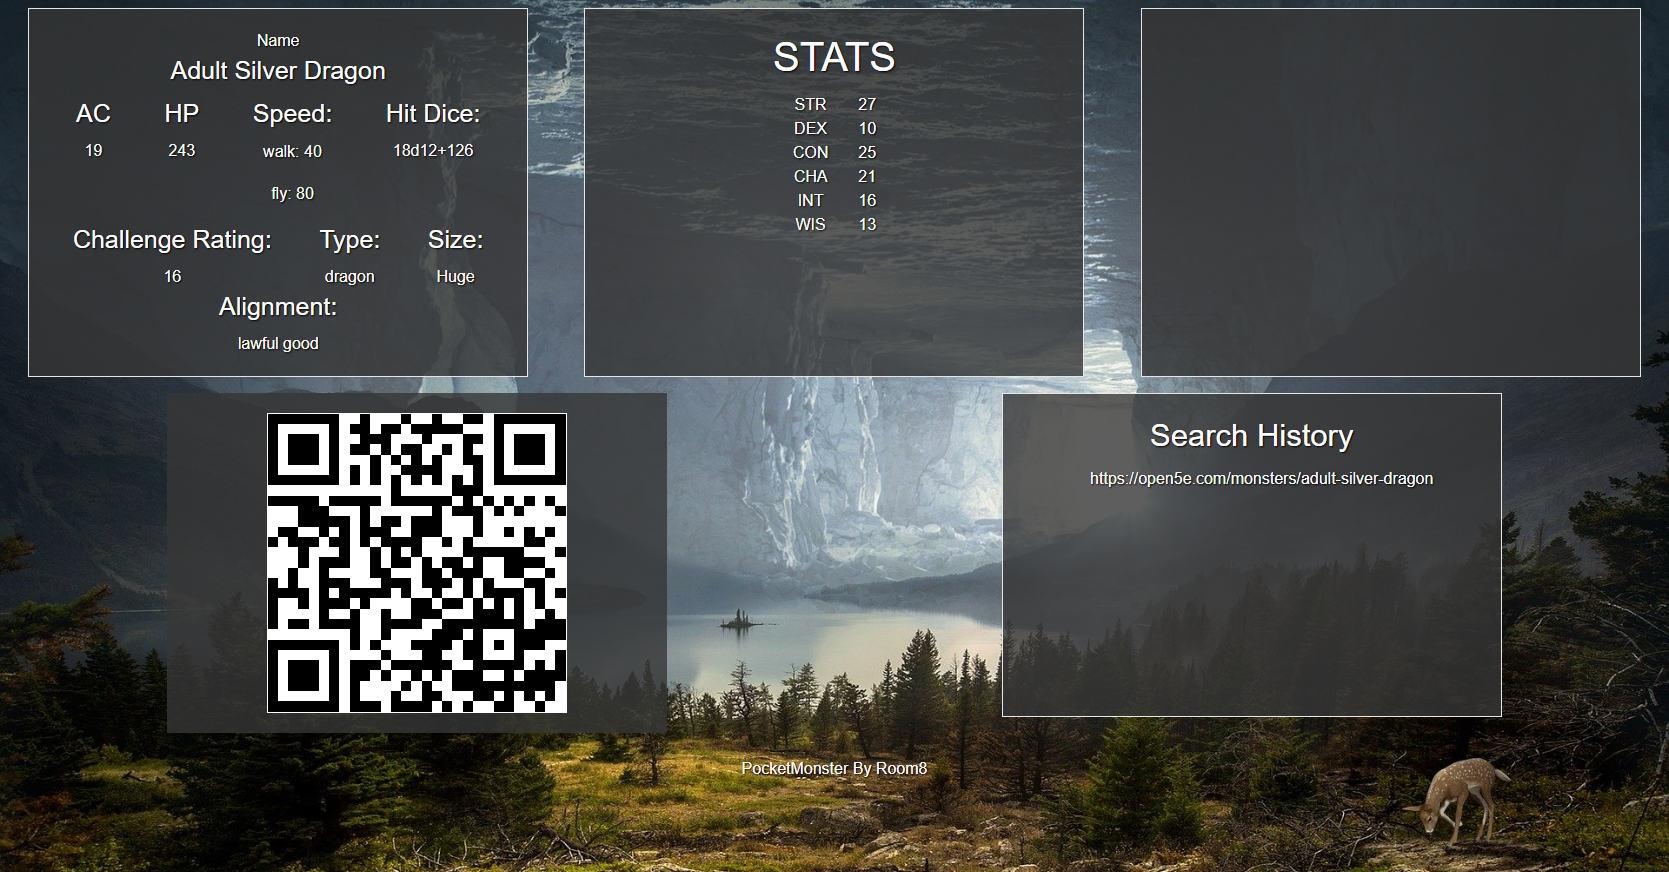 Name
Adult Silver Dragon
AC HP Speed: Hit Dice:
19 243 walk: 40 18d12+126
fly: 80
Challenge Rating: Type: Size:
16 dragon Huge
Alignment:
lawful good
STATS
STR 27
DEX 10
CON 25
CHA 21
INT 16
WIS 13
Search History
https://open5e.com/monsters/adult-silver-dragon
PocketMonster By Room8